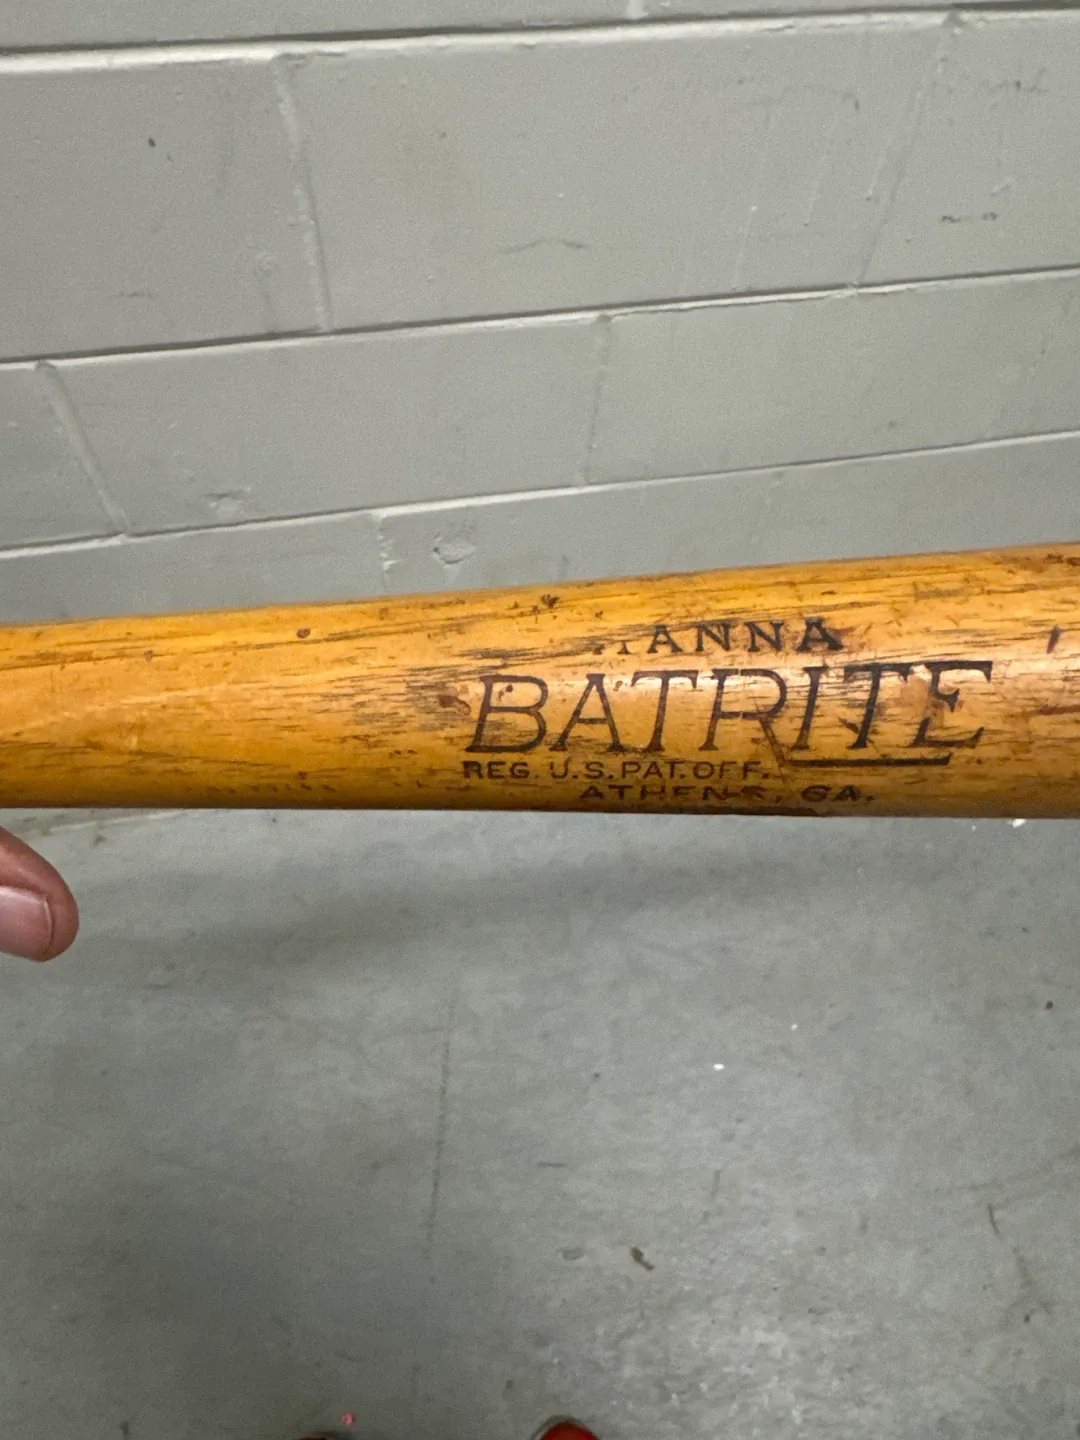 HANNA
BATRITE
REG. U.S. PAT. OFF.
ATHENS, GA.